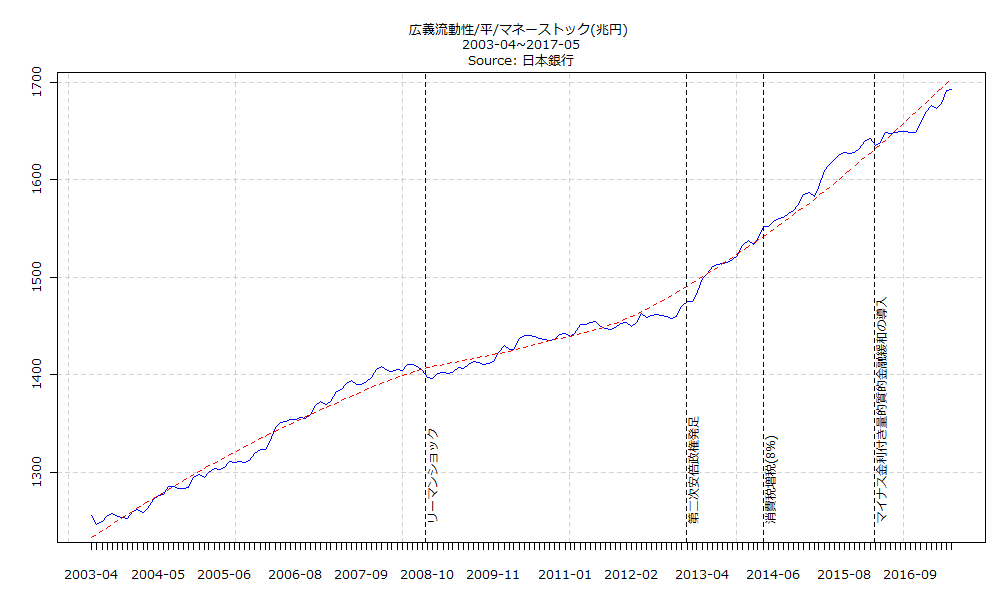 広義流動性/平/マネーストック(兆円)
2003-04~2017-05
Source: 日本銀行
1700
1600
1500
1400
1300
リーマンショック
第二次安倍政権発足
消費税増税(8%)
マイナス金利付き量的質的金融緩和の導入
2003-04 2004-05 2005-06 2006-08 2007-09 2008-10 2009-11 2011-01 2012-02 2013-04 2014-06 2015-08 2016-09